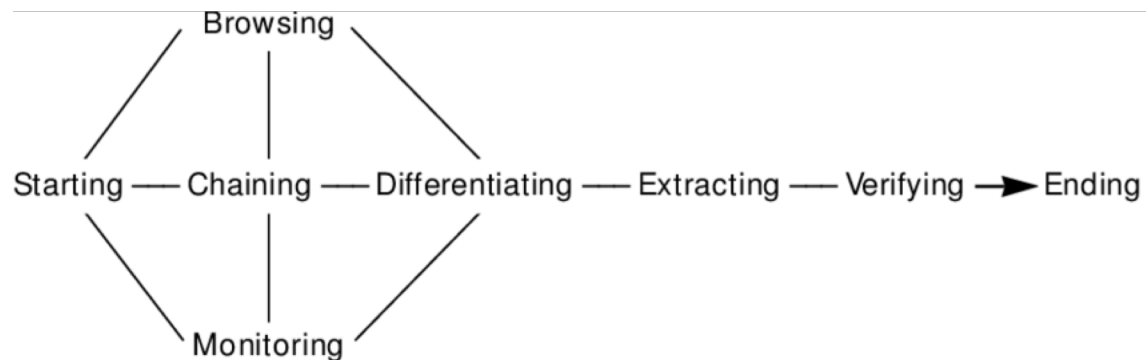 Browsing
Starting Chaining Differentiating Extracting Verifying Ending
Monitoring